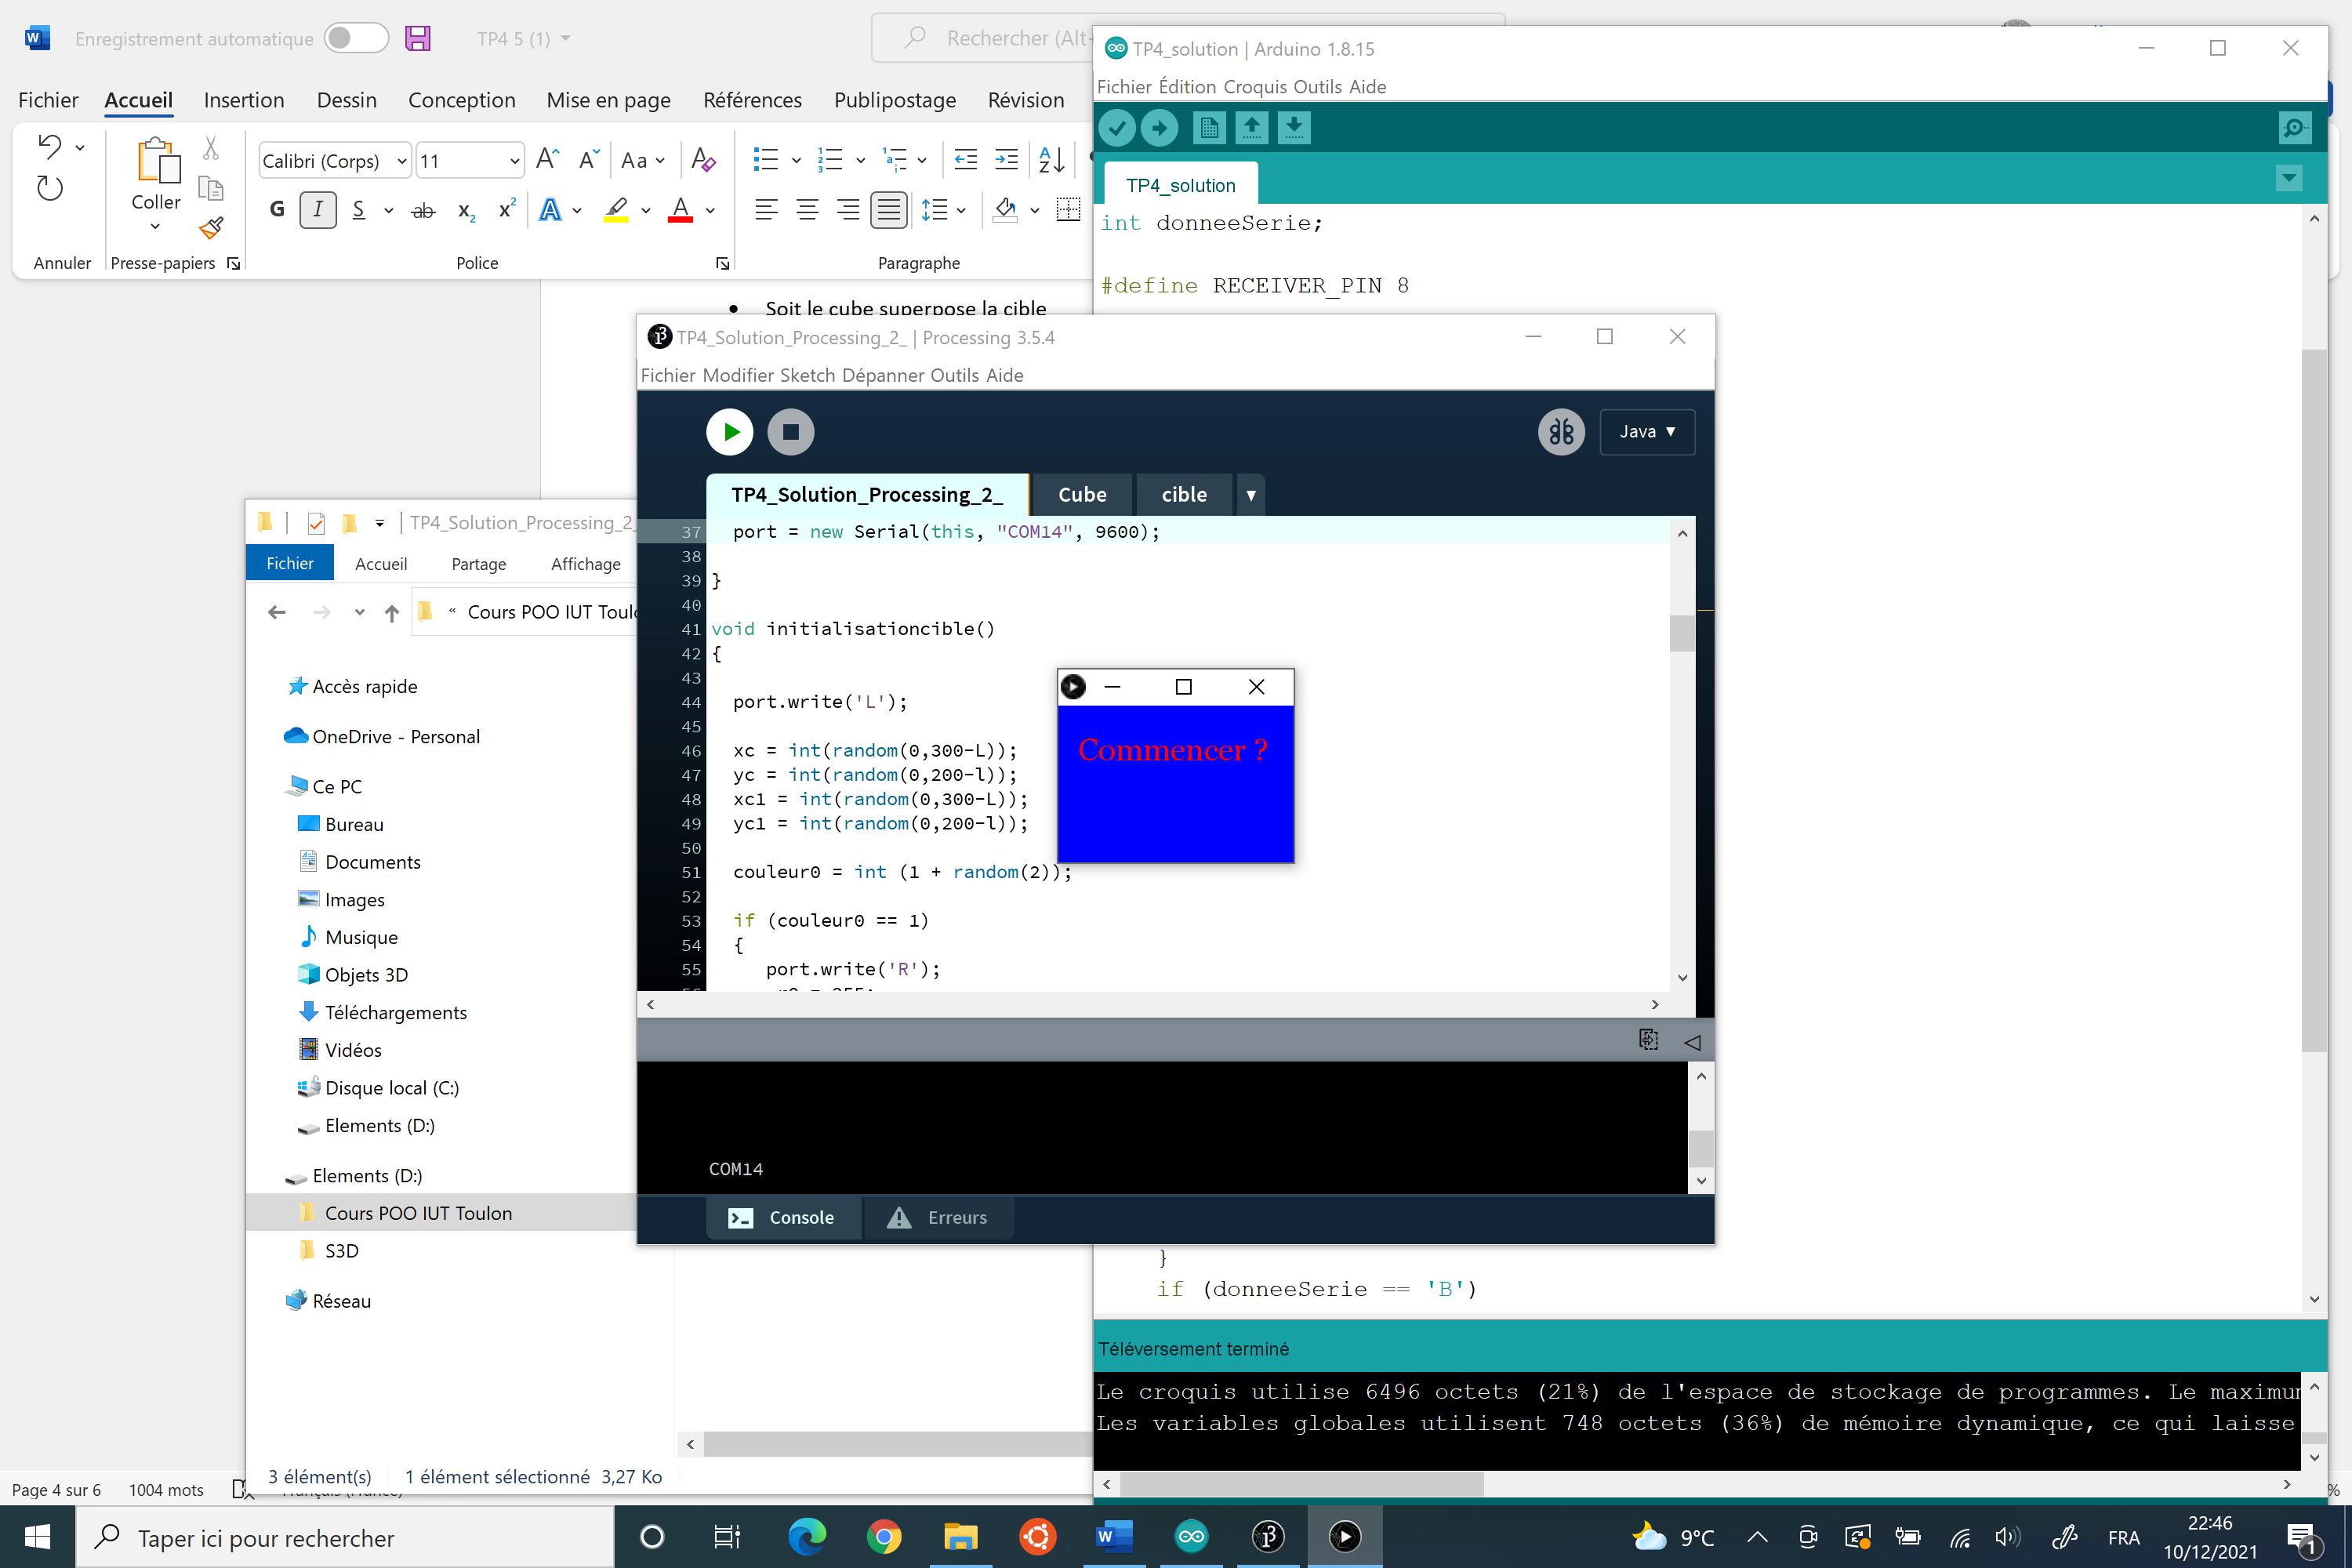 Enregistrement automatique
TP4 5 (1)
Rechercher (Alt+
Fichier Accueil Insertion Dessin Conception Mise en page Références Publipostage Révision
Coller
Calibri (Corps) 11
Aa
G I S ab x2 x2 A A
Annuler Presse-papiers Police Paragraphe
• Soit le cube superpose la cible
TP4_solution | Arduino 1.8.15
Fichier Édition Croquis Outils Aide
TP4_solution
int donneeSerie;
#define RECEIVER_PIN 8
TP4_Solution_Processing_2_ | Processing 3.5.4
Fichier Modifier Sketch Dépanner Outils Aide
Java ▼
TP4_Solution_Processing_2_ Cube cible ▼
37 port = new Serial(this, "COM14", 9600);
38
39 }
40
41 void initialisationcible()
42 {
43
44 port.write('L');
45
46 xc = int(random(0,300-L));
47 yc = int(random(0,200-l));
48 xc1 = int(random(0,300-L));
49 yc1 = int(random(0,200-l));
50
51 couleur0 = int (1 + random(2));
52
53 if (couleur0 == 1)
54 {
55 port.write('R');
Commencer ?
COM14
Console Erreurs
TP4_Solution_Processing_2_
Fichier Accueil Partage Affichage
« Cours POO IUT Toulo
Accès rapide
OneDrive - Personal
Ce PC
Bureau
Documents
Images
Musique
Objets 3D
Téléchargements
Vidéos
Disque local (C:)
Elements (D:)
Elements (D:)
Cours POO IUT Toulon
S3D
Réseau
3 élément(s) 1 élément sélectionné 3,27 Ko
}
if (donneeSerie == 'B')
Téléversement terminé
Le croquis utilise 6496 octets (21%) de l'espace de stockage de programmes. Le maximum
Les variables globales utilisent 748 octets (36%) de mémoire dynamique, ce qui laisse
Page 4 sur 6 1004 mots
%
Taper ici pour rechercher
9°C
FRA
22:46
10/12/2021
1